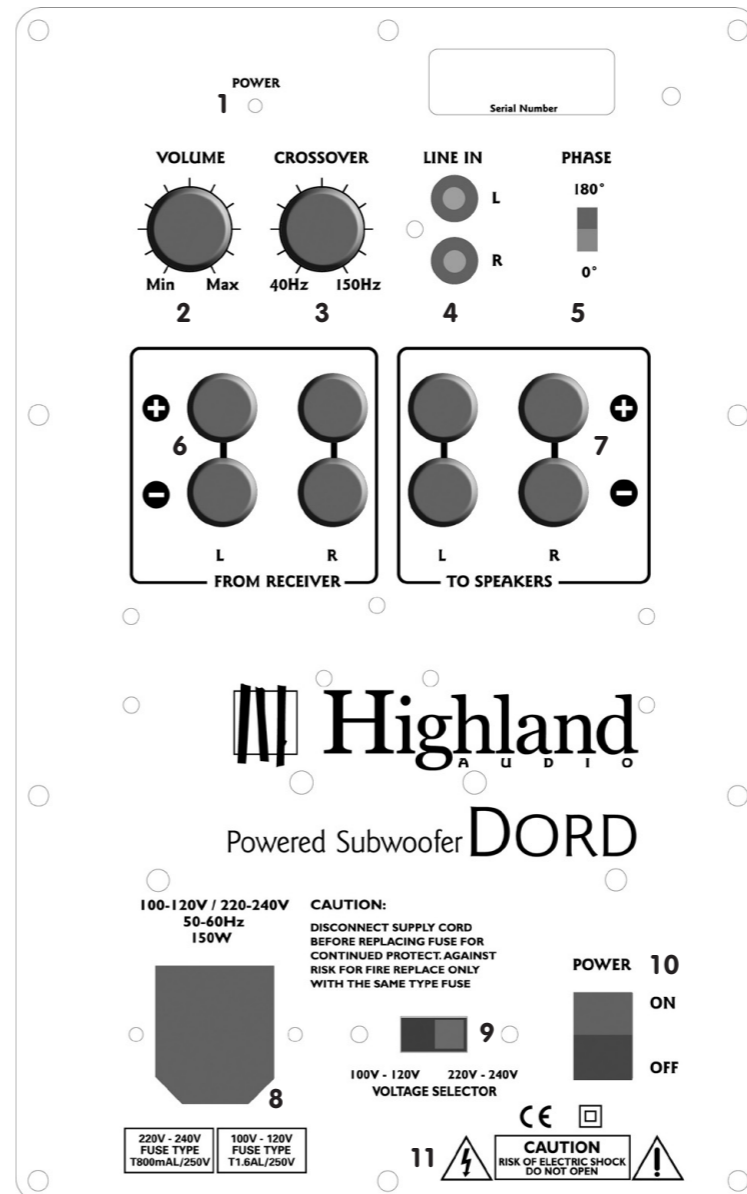 POWER
1
Serial Number
VOLUME CROSSOVER LINE IN PHASE
180°
L
R
Min Max 40Hz 150Hz 0°
2 3 4 5
+ +
6 7
− −
L R L R
FROM RECEIVER TO SPEAKERS
Highland
AUDIO
Powered Subwoofer DORD
100-120V / 220-240V
50-60Hz
150W
CAUTION:
DISCONNECT SUPPLY CORD
BEFORE REPLACING FUSE FOR
CONTINUED PROTECT. AGAINST
RISK FOR FIRE REPLACE ONLY
WITH THE SAME TYPE FUSE
POWER 10
ON
OFF
9
100V - 120V 220V - 240V
VOLTAGE SELECTOR
8
220V - 240V
FUSE TYPE
T800mAL/250V
100V - 120V
FUSE TYPE
T1.6AL/250V
CE
11
CAUTION
RISK OF ELECTRIC SHOCK
DO NOT OPEN
!